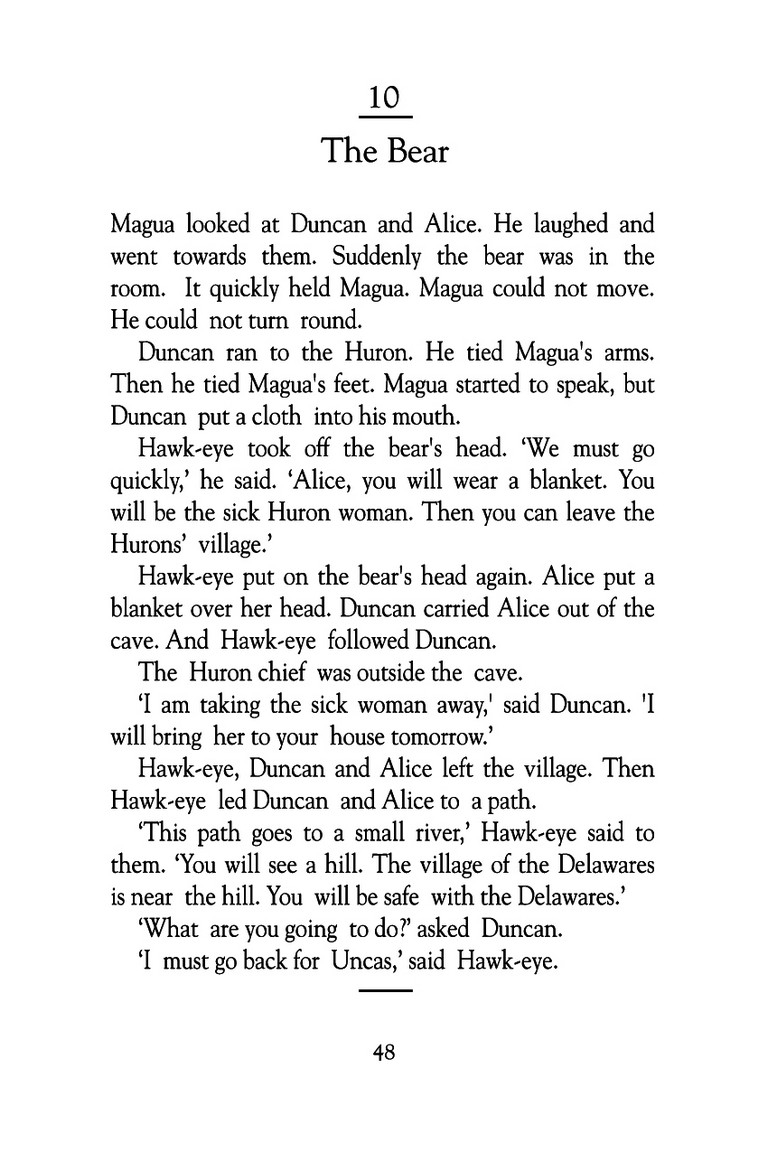 10
The Bear
Magua looked at Duncan and Alice. He laughed and
went towards them. Suddenly the bear was in the
room. It quickly held Magua. Magua could not move.
He could not turn round.
Duncan ran to the Huron. He tied Magua's arms.
Then he tied Magua's feet. Magua started to speak, but
Duncan put a cloth into his mouth.
Hawk-eye took off the bear's head. ‘We must go
quickly,’ he said. ‘Alice, you will wear a blanket. You
will be the sick Huron woman. Then you can leave the
Hurons’ village.’
Hawk-eye put on the bear's head again. Alice put a
blanket over her head. Duncan carried Alice out of the
cave. And Hawk-eye followed Duncan.
The Huron chief was outside the cave.
‘I am taking the sick woman away,' said Duncan. 'I
will bring her to your house tomorrow.’
Hawk-eye, Duncan and Alice left the village. Then
Hawk-eye led Duncan and Alice to a path.
‘This path goes to a small river,’ Hawk-eye said to
them. ‘You will see a hill. The village of the Delawares
is near the hill. You will be safe with the Delawares.’
‘What are you going to do?’ asked Duncan.
‘I must go back for Uncas,’ said Hawk-eye.
48